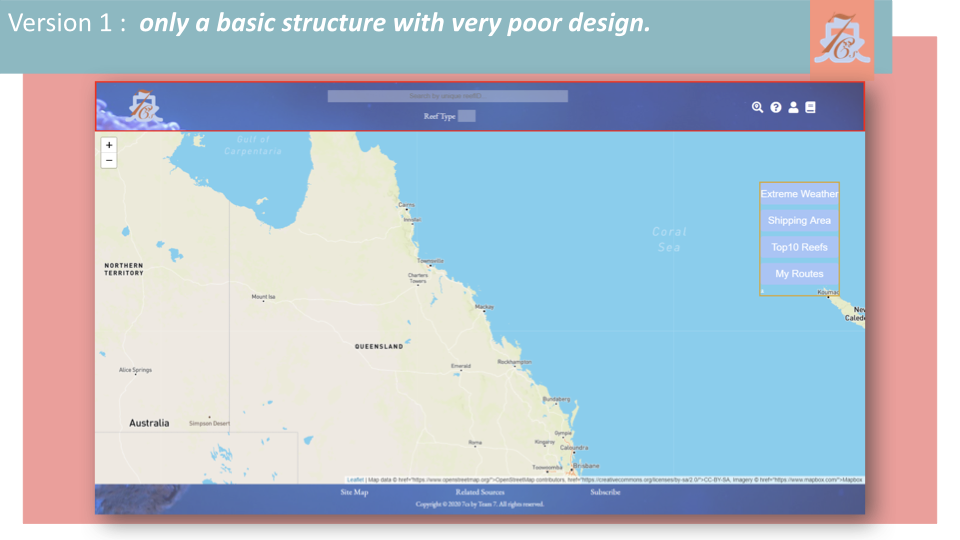 Version 1 : only a basic structure with very poor design.
Search by unique reefID
Reef Type
+
−
Gulf of
Carpentaria
Extreme Weather
Shipping Area
Top10 Reefs
My Routes
Cairns
Innisfail
Coral
Sea
Townsville
Charters
Towers
NORTHERN
TERRITORY
Mount Isa
Mackay
Koumac
New
Caled
QUEENSLAND
Emerald
Rockhampton
Alice Springs
Bundaberg
Australia
Simpson Desert
Gympie
Roma
Kingaroy
Caloundra
Toowoomba
Brisbane
Leaflet | Map data © href="https://www.openstreetmap.org/">OpenStreetMap contributors, href="https://creativecommons.org/licenses/by-sa/2.0/">CC-BY-SA, Imagery © href="https://www.mapbox.com/">Mapbox
Site Map
Related Sources
Subscribe
Copyright © 2020 7co by Team 7. All rights reserved.